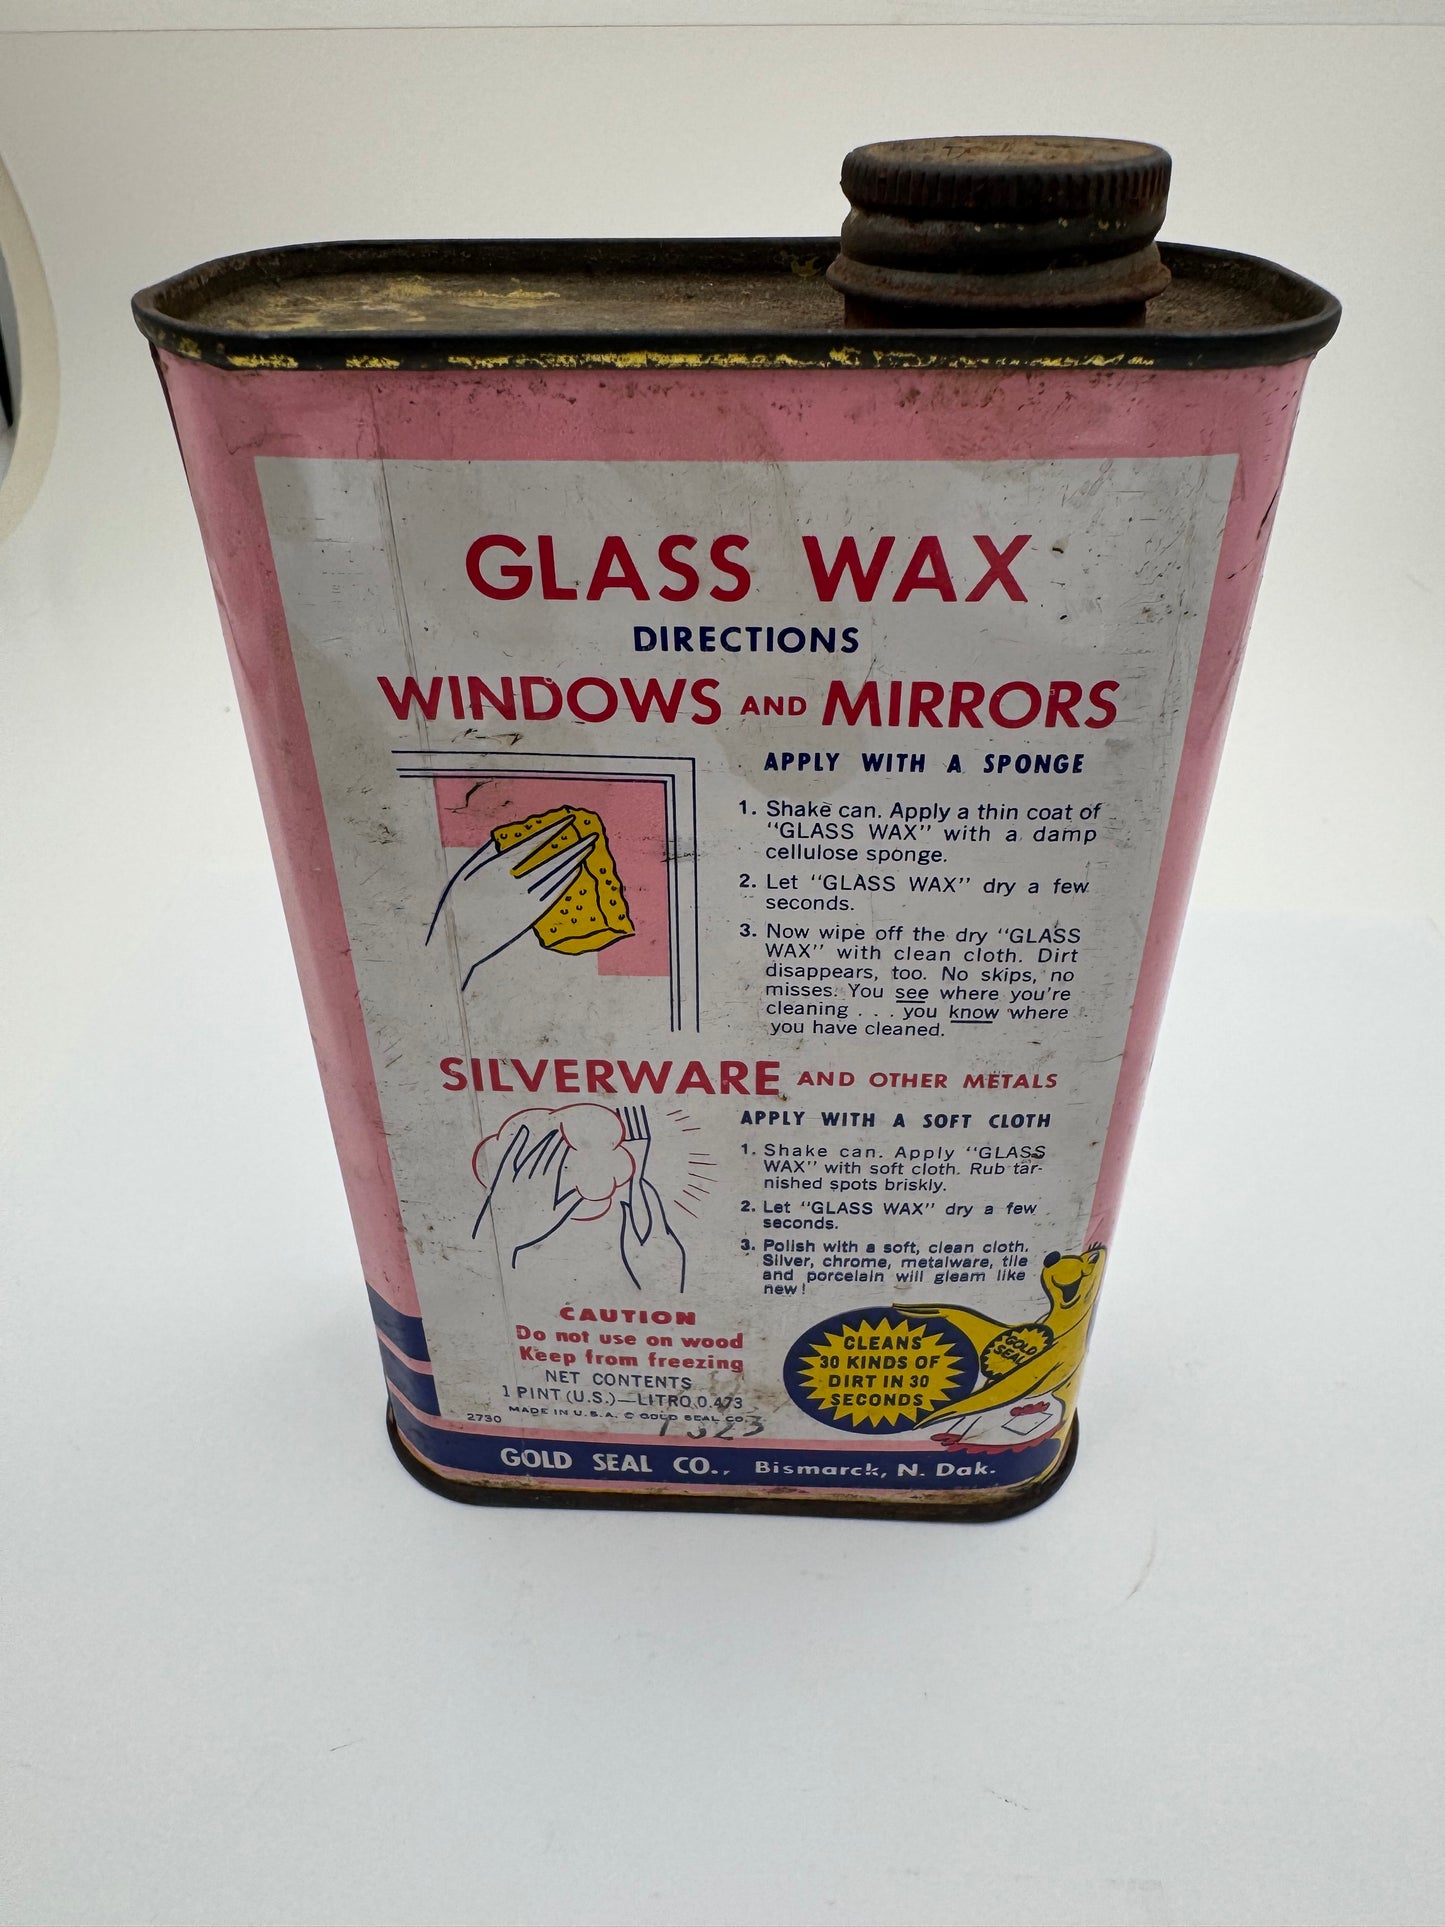 GLASS WAX
DIRECTIONS
WINDOWS AND MIRRORS
APPLY WITH A SPONGE
1. Shake can. Apply a thin coat of
"GLASS WAX" with a damp
cellulose sponge.
2. Let "GLASS WAX" dry a few
seconds.
3. Now wipe off the dry "GLASS
WAX" with clean cloth. Dirt
disappears, too. No skips, no
misses. You see where you're
cleaning . . . you know where
you have cleaned.
SILVERWARE AND OTHER METALS
APPLY WITH A SOFT CLOTH
1. Shake can. Apply "GLASS
WAX" with soft cloth. Rub tar-
nished spots briskly.
2. Let "GLASS WAX" dry a few
seconds.
3. Polish with a soft, clean cloth.
Silver, chrome, metalware, tile
and porcelain will gleam like
new!
CAUTION
Do not use on wood
Keep from freezing
NET CONTENTS
1 PINT (U.S.)—LITRO 0.473
MADE IN U.S.A. © GOLD SEAL CO.
2730
1323
CLEANS
30 KINDS OF
DIRT IN 30
SECONDS
GOLD
SEAL
GOLD SEAL CO., Bismarck, N. Dak.